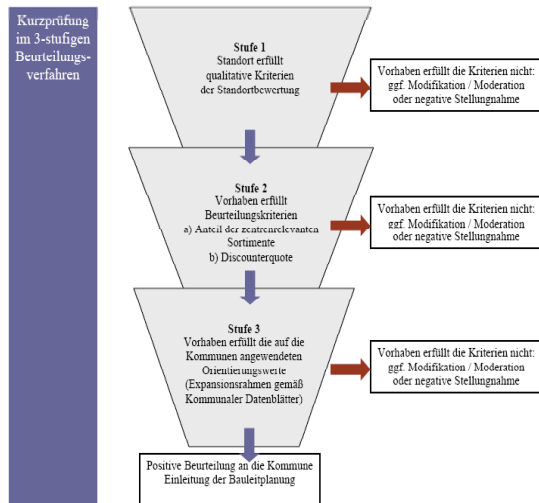 Kurzprüfung
im 3-stufigen
Beurteilungs-
verfahren
Stufe 1
Standort erfüllt
qualitative Kriterien
der Standortbewertung
Vorhaben erfüllt die Kriterien nicht:
ggf. Modifikation / Moderation
oder negative Stellungnahme
Stufe 2
Vorhaben erfüllt
Beurteilungskriterien
a) Anteil der zentrenrelevanten
Sortimente
b) Discounterquote
Vorhaben erfüllt die Kriterien nicht:
ggf. Modifikation / Moderation
oder negative Stellungnahme
Stufe 3
Vorhaben erfüllt die auf die
Kommunen angewendeten
Orientierungswerte
(Expansionsrahmen gemäß
Kommunaler Datenblätter)
Vorhaben erfüllt die Kriterien nicht:
ggf. Modifikation / Moderation
oder negative Stellungnahme
Positive Beurteilung an die Kommune
Einleitung der Bauleitplanung